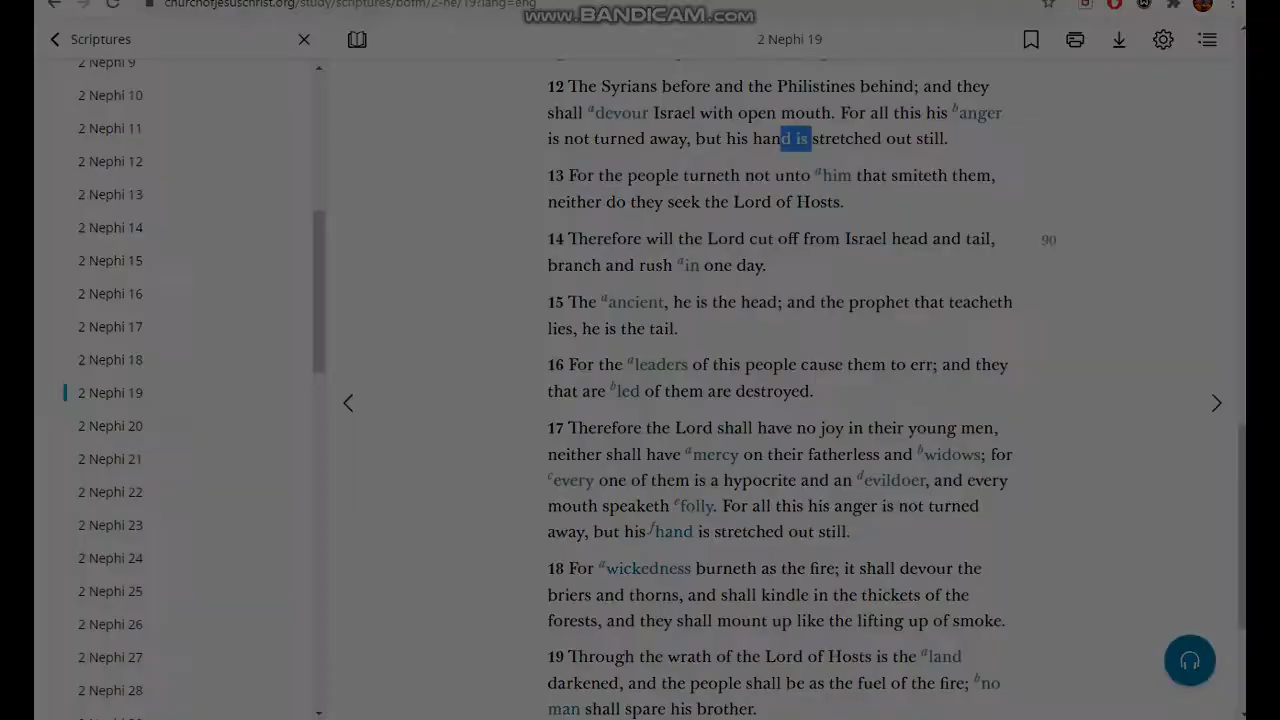 churchofjesuschrist.org/study/scriptures/bofm/2-ne/19?lang=eng
www.BANDICAM.com
Scriptures
2 Nephi 19
2 Nephi 9
2 Nephi 10
2 Nephi 11
2 Nephi 12
2 Nephi 13
2 Nephi 14
2 Nephi 15
2 Nephi 16
2 Nephi 17
2 Nephi 18
2 Nephi 19
2 Nephi 20
2 Nephi 21
2 Nephi 22
2 Nephi 23
2 Nephi 24
2 Nephi 25
2 Nephi 26
2 Nephi 27
2 Nephi 28
12 The Syrians before and the Philistines behind; and they
shall a devour Israel with open mouth. For all this his b anger
is not turned away, but his hand is stretched out still.
13 For the people turneth not unto a him that smiteth them,
neither do they seek the Lord of Hosts.
14 Therefore will the Lord cut off from Israel head and tail,
90
branch and rush a in one day.
15 The a ancient, he is the head; and the prophet that teacheth
lies, he is the tail.
16 For the a leaders of this people cause them to err; and they
that are b led of them are destroyed.
17 Therefore the Lord shall have no joy in their young men,
neither shall have a mercy on their fatherless and b widows; for
c every one of them is a hypocrite and an d evildoer, and every
mouth speaketh e folly. For all this his anger is not turned
away, but his f hand is stretched out still.
18 For a wickedness burneth as the fire; it shall devour the
briers and thorns, and shall kindle in the thickets of the
forests, and they shall mount up like the lifting up of smoke.
19 Through the wrath of the Lord of Hosts is the a land
darkened, and the people shall be as the fuel of the fire; b no
man shall spare his brother.